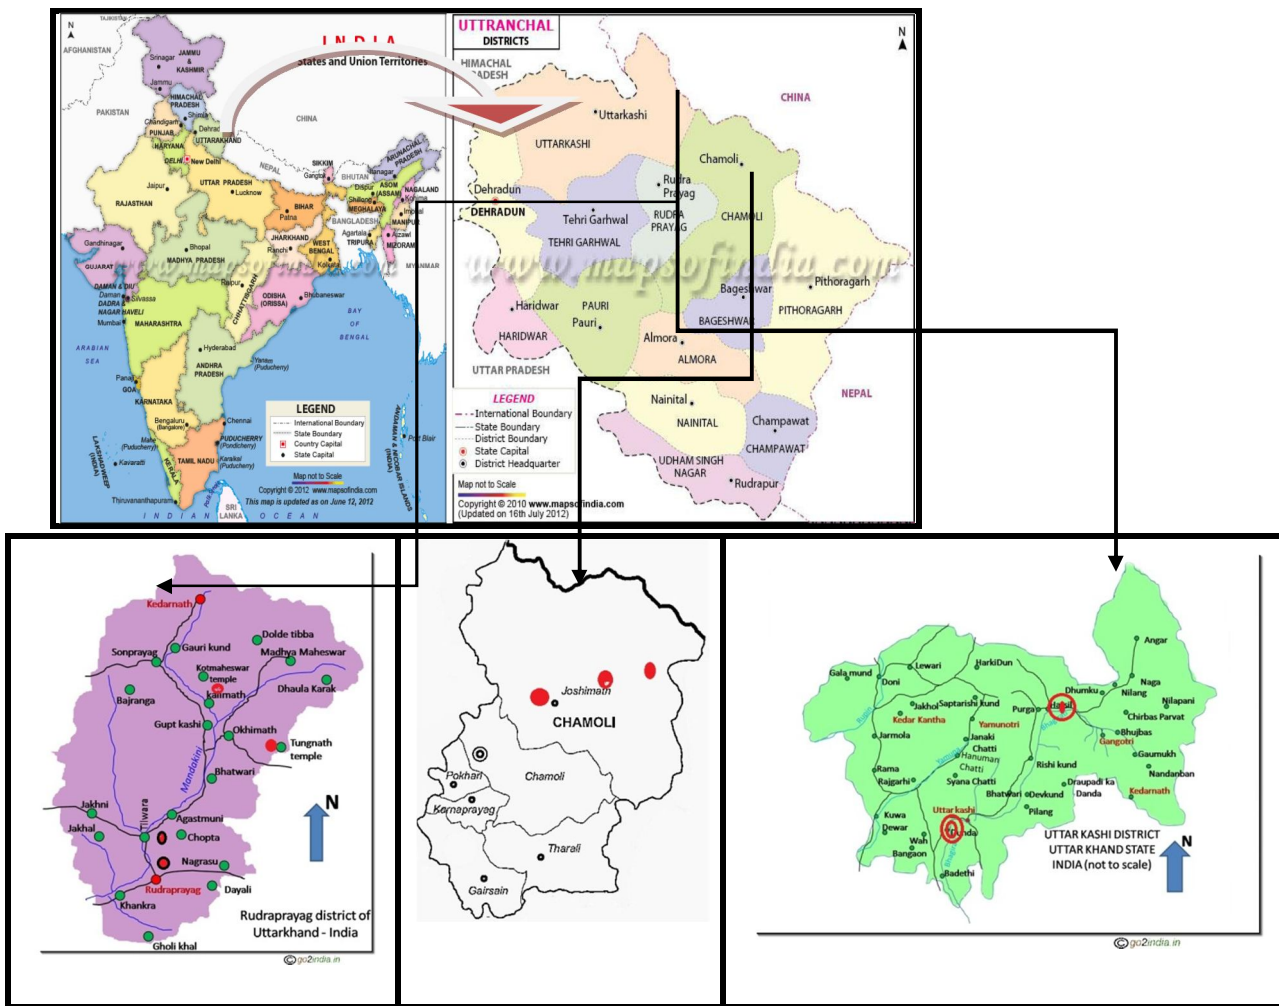 N
TAJIKISTAN
AFGHANISTAN
JAMMU
&
KASHMIR
Srinagar
Jammu
HIMACHAL
PRADESH
Shimla
PAKISTAN
Chandigarh
PUNJAB
Dehrad
UTTARAKHAND
HARYANA
DELHI
New Delhi
CHINA
I N D I A
States and Union Territories
NEPAL
SIKKIM
Gangtok
BHUTAN
ARUNACHAL
PRADESH
Itanagar
Dispur
ASOM
(ASSAM)
NAGALAND
Kohima
Shillong
MEGHALAYA
Imphal
MANIPUR
BANGLADESH
Agartala
TRIPURA
Aizawl
MIZORAM
MYANMAR
Jaipur
RAJASTHAN
UTTAR PRADESH
Lucknow
BIHAR
Patna
JHARKHAND
Ranchi
WEST
BENGAL
Kolkata
Gandhinagar
GUJARAT
Bhopal
MADHYA PRADESH
www.mapsofindia.com
Raipur
CHHATTISGARH
ODISHA
(ORISSA)
Bhubaneswar
DAMAN & DIU
Daman
Silvassa
DADRA &
NAGAR HAVELI
Mumbai
MAHARASHTRA
BAY
OF
BENGAL
ARABIAN
SEA
Hyderabad
ANDHRA
PRADESH
Yanam
(Puducherry)
Panaji
GOA
KARNATAKA
Bengaluru
(Bangalore)
Chennai
Mahe
(Puducherry)
PUDUCHERRY
(Pondicherry)
Karaikal
(Puducherry)
TAMIL NADU
KERALA
LAKSHADWEEP
(INDIA)
Kavaratti
Thiruvananthapuram
Palk Strait
SRI
LANKA
ANDAMAN & NICOBAR ISLANDS
(INDIA)
Port Blair
LEGEND
International Boundary
State Boundary
Country Capital
State Capital
Map not to Scale
Copyright © 2012 www.mapsofindia.com
This map is updated as on June 12, 2012
I N D I A N O C E A N
UTTRANCHAL
DISTRICTS
N
HIMACHAL
PRADESH
CHINA
Uttarkashi
UTTARKASHI
Chamoli
CHAMOLI
Dehradun
DEHRADUN
Rudra
Prayag
RUDRA
PRAYAG
Tehri Garhwal
TEHRI GARHWAL
www.mapsofindia.com
Pithoragarh
PITHORAGARH
Bageshwar
BAGESHWAR
Haridwar
HARIDWAR
PAURI
Pauri
Almora
ALMORA
UTTAR PRADESH
NEPAL
Nainital
NAINITAL
Champawat
CHAMPAWAT
UDHAM SINGH
NAGAR
Rudrapur
LEGEND
International Boundary
State Boundary
District Boundary
State Capital
District Headquarter
Map not to Scale
Copyright © 2010 www.mapsofindia.com
(Updated on 16th July 2012)
Kedarnath
Dolde tibba
Gauri kund
Madhya Maheswar
Sonprayag
Kotmaheswar
temple
kalimath
Dhaula Karak
Bajranga
Gupt kashi
Okhimath
Tungnath
temple
Mandakini
Bhatwari
Jakhni
Tilwara
Agastmuni
Jakhal
Chopta
Nagrasu
Rudraprayag
Dayali
Khankra
Gholi khal
N
Rudraprayag district of
Uttarkhand - India
© go2india.in
Joshimath
CHAMOLI
Pokhari
Chamoli
Karnaprayag
Tharali
Gairsain
Angar
Lewari
HarkiDun
Gala mund
Doni
Dhumku
Naga
Nilang
Nilapani
Jakhol
Saptarishi kund
Purga
Kedar Kantha
Yamunotri
Chirbas Parvat
Bhujbas
Jarmola
Janaki
Chatti
Gangotri
Hanuman
Chatti
Gaumukh
Rama
Rishi kund
Nandanban
Rajgarhi
Syana Chatti
Draupadi ka
Danda
Kedarnath
Bhatwari
Devkund
Pilang
Uttar kashi
Kuwa
Dewar
Wah
Bangaon
Badethi
UTTAR KASHI DISTRICT
UTTAR KHAND STATE
INDIA (not to scale)
N
© go2india.in